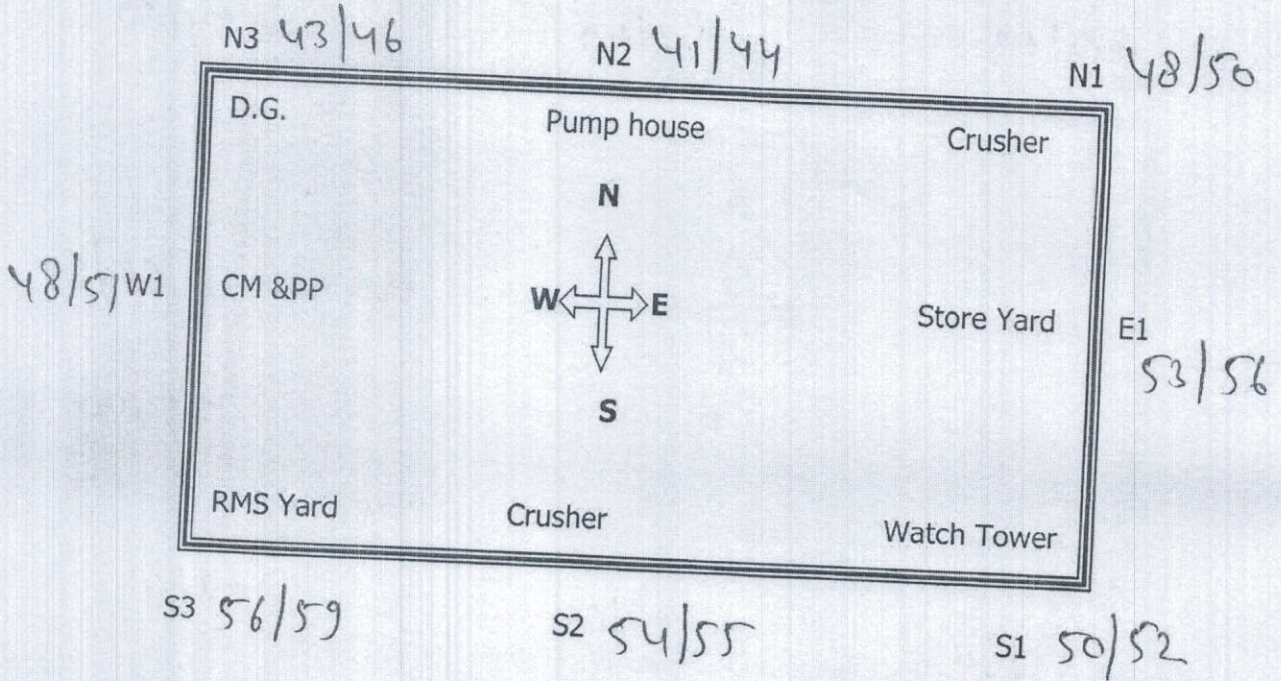 N3 43/46 N2 41/44 N1 48/50
D.G. Pump house Crusher
N
48/51 W1 CM &PP W E Store Yard E1
53/56
S
RMS Yard Crusher Watch Tower
S3 56/59 S2 54/55 S1 50/52